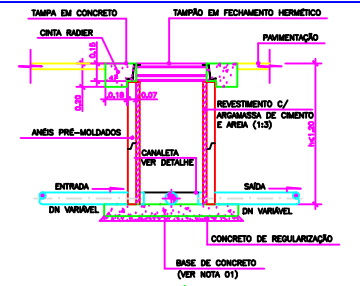 TAMPA EM CONCRETO
TAMPÃO EM FECHAMENTO HERMÉTICO
CINTA RADIER
PAVIMENTAÇÃO
0.15
45
0.20
0.18
0.07
REVESTIMENTO C/
ARGAMASSA DE CIMENTO
E AREIA (1:3)
ANÉIS PRÉ-MOLDADOS
h≤1,20
CANALETA
VER DETALHE
ENTRADA
SAÍDA
DN VARIÁVEL
DN VARIÁVEL
CONCRETO DE REGULARIZAÇÃO
BASE DE CONCRETO
(VER NOTA 01)